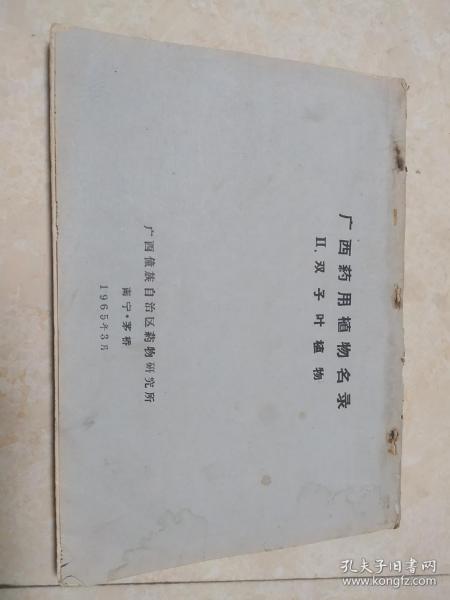 广西药用植物名录
II.双子叶植物
广西僮族自治区药物研究所
南宁·茅桥
1965年3月
孔夫子旧书网
www.kongfz.com